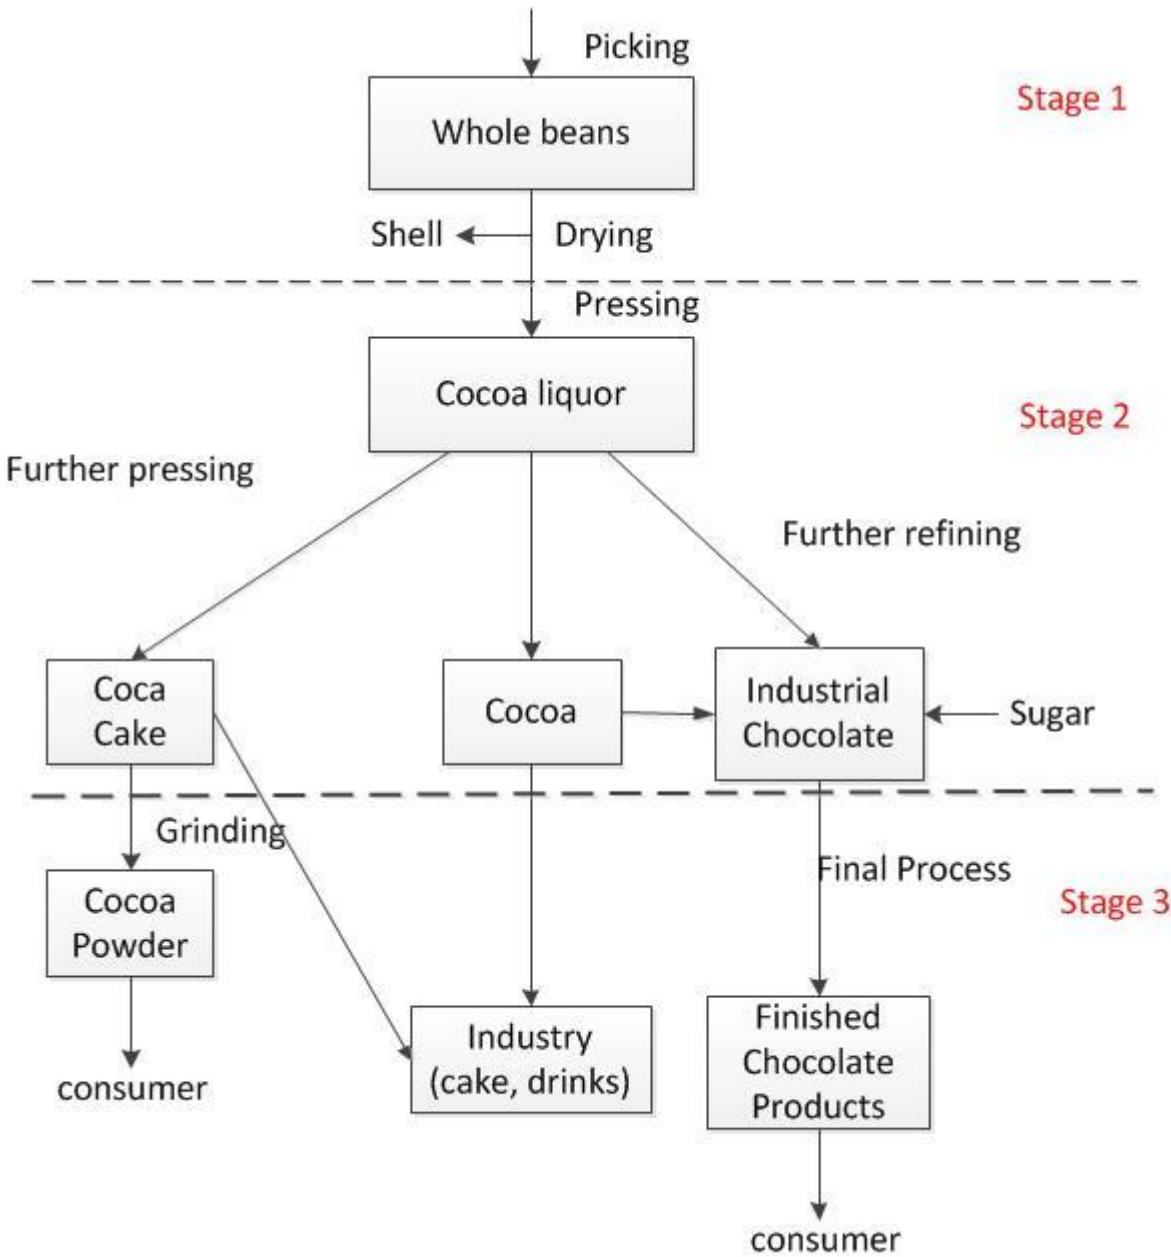 Picking
Stage 1
Whole beans
Shell
Drying
Pressing
Cocoa liquor
Stage 2
Further pressing
Further refining
Coca
Cake
Cocoa
Industrial
Chocolate
Sugar
Grinding
Final Process
Stage 3
Cocoa
Powder
Industry
(cake, drinks)
Finished
Chocolate
Products
consumer
consumer